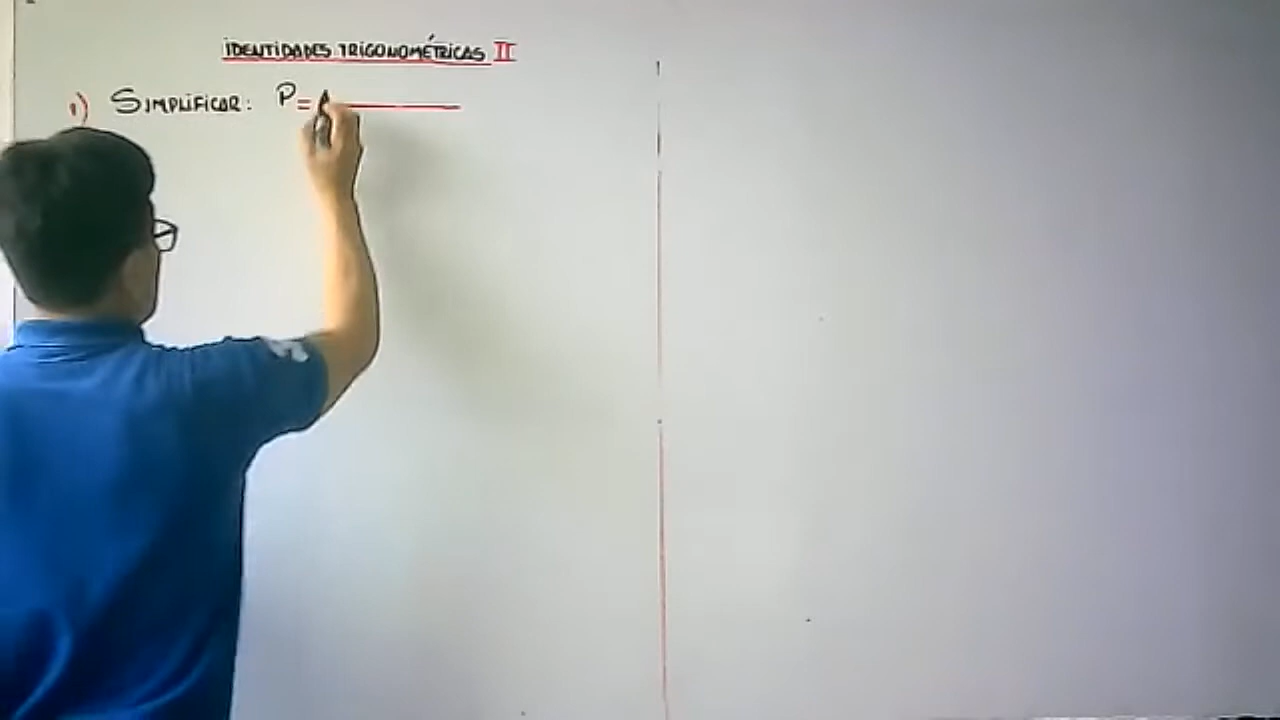 IDENTIDADES TRIGONOMÉTRICAS II
1) SIMPLIFICAR: P =